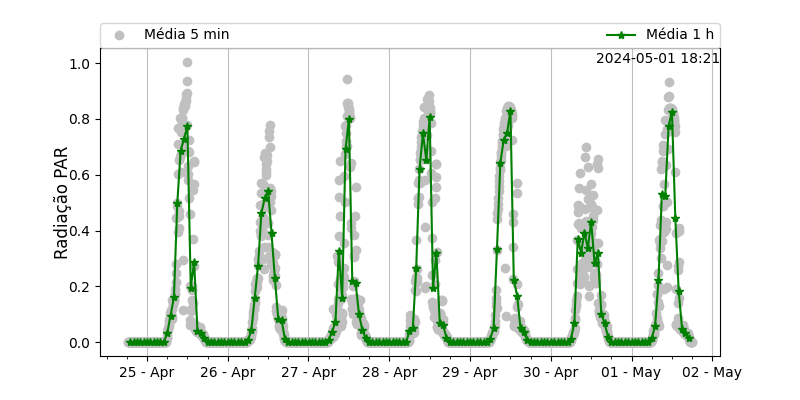 Média 5 min
Média 1 h
2024-05-01 18:21
Radiação PAR
1.0
0.8
0.6
0.4
0.2
0.0
25 - Apr
26 - Apr
27 - Apr
28 - Apr
29 - Apr
30 - Apr
01 - May
02 - May